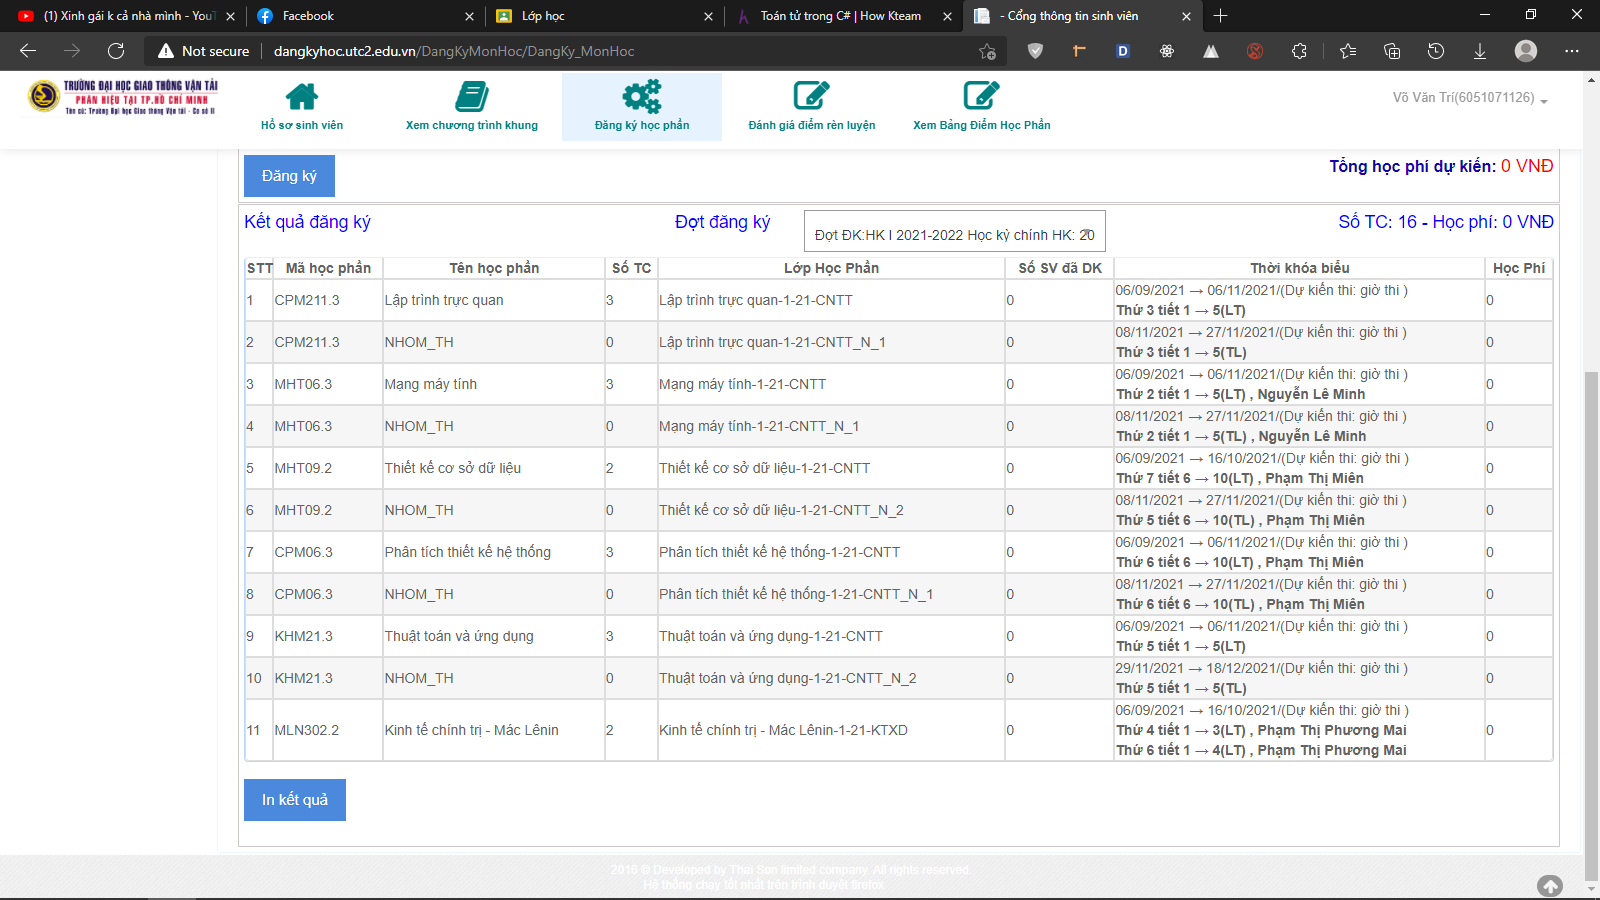 (1) Xinh gái k cả nhà mình - YouT
Facebook
Lớp học
Toán tử trong C# | How Kteam
- Cổng thông tin sinh viên
Not secure
dangkyhoc.utc2.edu.vn/DangKyMonHoc/DangKy_MonHoc
TRƯỜNG ĐẠI HỌC GIAO THÔNG VẬN TẢI
PHÂN HIỆU TẠI TP.HỒ CHÍ MINH
Tên cũ: Trường Đại học Giao thông Vận tải - Cơ sở II
Hồ sơ sinh viên
Xem chương trình khung
Đăng ký học phần
Đánh giá điểm rèn luyện
Xem Bảng Điểm Học Phần
Võ Văn Trí(6051071126)
Đăng ký
Tổng học phí dự kiến: 0 VNĐ
Kết quả đăng ký
Đợt đăng ký
Đợt ĐK:HK I 2021-2022 Học kỳ chính HK: 20
Số TC: 16 - Học phí: 0 VNĐ
STT Mã học phần Tên học phần Số TC Lớp Học Phần Số SV đã DK Thời khóa biểu Học Phí
1 CPM211.3 Lập trình trực quan 3 Lập trình trực quan-1-21-CNTT 0 06/09/2021 → 06/11/2021/(Dự kiến thi: giờ thi ) 0
Thứ 3 tiết 1 → 5(LT)
2 CPM211.3 NHOM_TH 0 Lập trình trực quan-1-21-CNTT_N_1 0 08/11/2021 → 27/11/2021/(Dự kiến thi: giờ thi ) 0
Thứ 3 tiết 1 → 5(TL)
3 MHT06.3 Mạng máy tính 3 Mạng máy tính-1-21-CNTT 0 06/09/2021 → 06/11/2021/(Dự kiến thi: giờ thi ) 0
Thứ 2 tiết 1 → 5(LT) , Nguyễn Lê Minh
4 MHT06.3 NHOM_TH 0 Mạng máy tính-1-21-CNTT_N_1 0 08/11/2021 → 27/11/2021/(Dự kiến thi: giờ thi ) 0
Thứ 2 tiết 1 → 5(TL) , Nguyễn Lê Minh
5 MHT09.2 Thiết kế cơ sở dữ liệu 2 Thiết kế cơ sở dữ liệu-1-21-CNTT 0 06/09/2021 → 16/10/2021/(Dự kiến thi: giờ thi ) 0
Thứ 7 tiết 6 → 10(LT) , Phạm Thị Miên
6 MHT09.2 NHOM_TH 0 Thiết kế cơ sở dữ liệu-1-21-CNTT_N_2 0 08/11/2021 → 27/11/2021/(Dự kiến thi: giờ thi ) 0
Thứ 5 tiết 6 → 10(TL) , Phạm Thị Miên
7 CPM06.3 Phân tích thiết kế hệ thống 3 Phân tích thiết kế hệ thống-1-21-CNTT 0 06/09/2021 → 06/11/2021/(Dự kiến thi: giờ thi ) 0
Thứ 6 tiết 6 → 10(LT) , Phạm Thị Miên
8 CPM06.3 NHOM_TH 0 Phân tích thiết kế hệ thống-1-21-CNTT_N_1 0 08/11/2021 → 27/11/2021/(Dự kiến thi: giờ thi ) 0
Thứ 6 tiết 6 → 10(TL) , Phạm Thị Miên
9 KHM21.3 Thuật toán và ứng dụng 3 Thuật toán và ứng dụng-1-21-CNTT 0 06/09/2021 → 06/11/2021/(Dự kiến thi: giờ thi ) 0
Thứ 5 tiết 1 → 5(LT)
10 KHM21.3 NHOM_TH 0 Thuật toán và ứng dụng-1-21-CNTT_N_2 0 29/11/2021 → 18/12/2021/(Dự kiến thi: giờ thi ) 0
Thứ 5 tiết 1 → 5(TL)
11 MLN302.2 Kinh tế chính trị - Mác Lênin 2 Kinh tế chính trị - Mác Lênin-1-21-KTXD 0 06/09/2021 → 16/10/2021/(Dự kiến thi: giờ thi ) 0
Thứ 4 tiết 1 → 3(LT) , Phạm Thị Phương Mai
Thứ 6 tiết 1 → 4(LT) , Phạm Thị Phương Mai
In kết quả
2016 © Developed by Thai Son limited company. All rights reserved.
Hệ thống chạy tốt nhất trên trình duyệt firefox